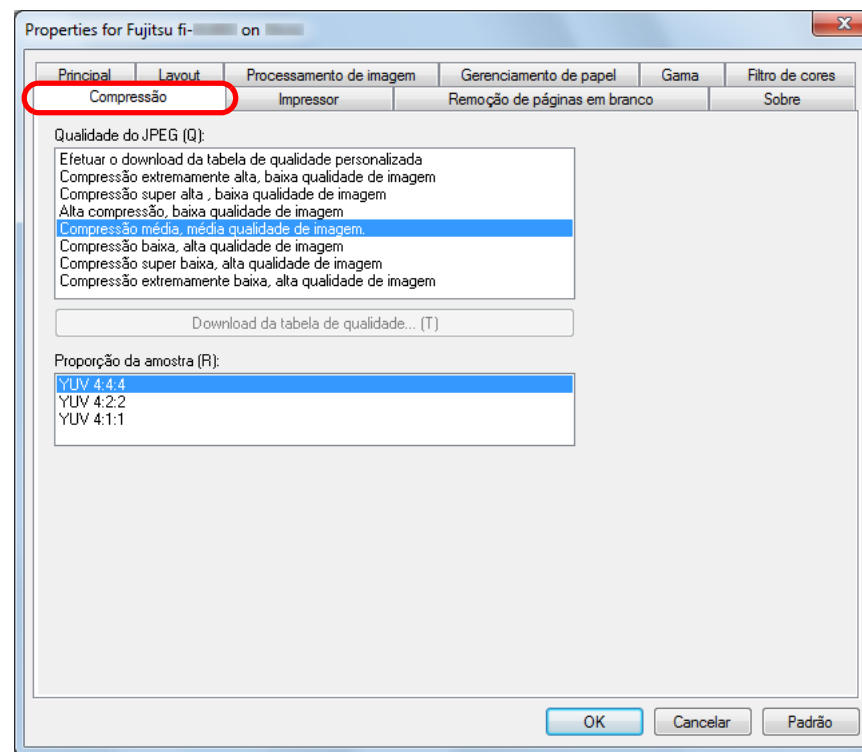 Properties for Fujitsu fi- on
Principal Layout Processamento de imagem Gerenciamento de papel Gama Filtro de cores
Compressão Impressor Remoção de páginas em branco Sobre
Qualidade do JPEG (Q):
Efetuar o download da tabela de qualidade personalizada
Compressão extremamente alta, baixa qualidade de imagem
Compressão super alta , baixa qualidade de imagem
Alta compressão, baixa qualidade de imagem
Compressão média, média qualidade de imagem.
Compressão baixa, alta qualidade de imagem
Compressão super baixa, alta qualidade de imagem
Compressão extremamente baixa, alta qualidade de imagem
Download da tabela de qualidade... (T)
Proporção da amostra (R):
YUV 4:4:4
YUV 4:2:2
YUV 4:1:1
OK Cancelar Padrão